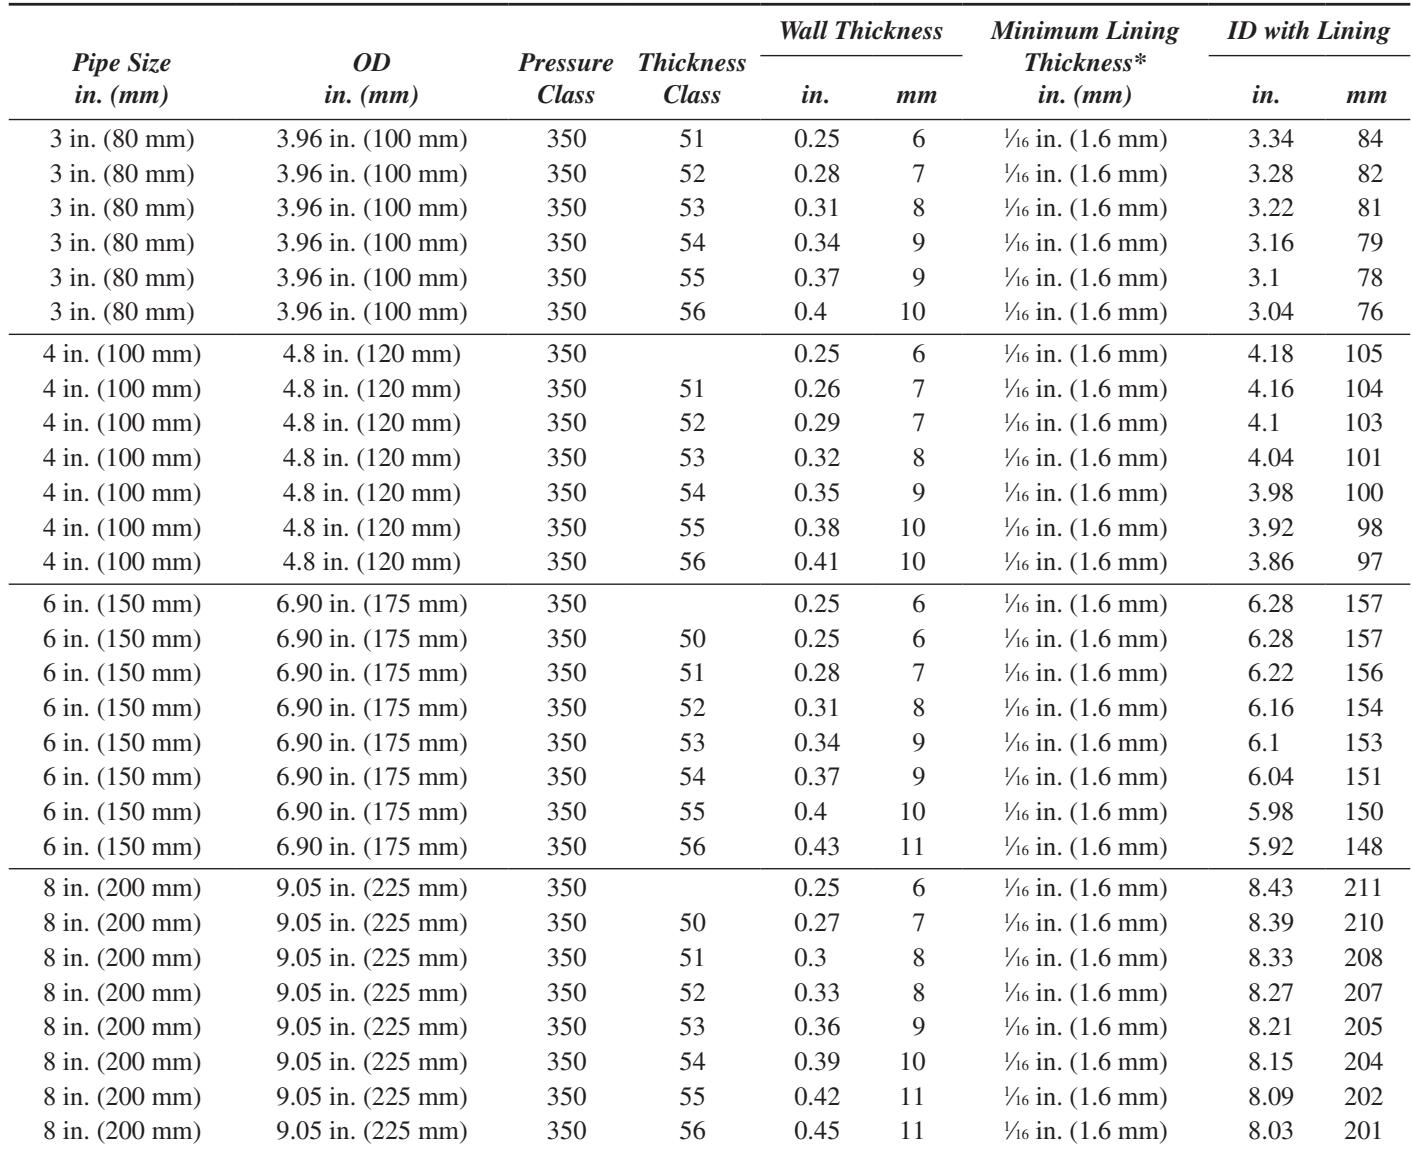 Wall Thickness Minimum Lining ID with Lining
Pipe Size OD Pressure Thickness Thickness*
in. (mm) in. (mm) Class Class in. mm in. (mm) in. mm
3 in. (80 mm) 3.96 in. (100 mm) 350 51 0.25 6 1⁄16 in. (1.6 mm) 3.34 84
3 in. (80 mm) 3.96 in. (100 mm) 350 52 0.28 7 1⁄16 in. (1.6 mm) 3.28 82
3 in. (80 mm) 3.96 in. (100 mm) 350 53 0.31 8 1⁄16 in. (1.6 mm) 3.22 81
3 in. (80 mm) 3.96 in. (100 mm) 350 54 0.34 9 1⁄16 in. (1.6 mm) 3.16 79
3 in. (80 mm) 3.96 in. (100 mm) 350 55 0.37 9 1⁄16 in. (1.6 mm) 3.1 78
3 in. (80 mm) 3.96 in. (100 mm) 350 56 0.4 10 1⁄16 in. (1.6 mm) 3.04 76
4 in. (100 mm) 4.8 in. (120 mm) 350 0.25 6 1⁄16 in. (1.6 mm) 4.18 105
4 in. (100 mm) 4.8 in. (120 mm) 350 51 0.26 7 1⁄16 in. (1.6 mm) 4.16 104
4 in. (100 mm) 4.8 in. (120 mm) 350 52 0.29 7 1⁄16 in. (1.6 mm) 4.1 103
4 in. (100 mm) 4.8 in. (120 mm) 350 53 0.32 8 1⁄16 in. (1.6 mm) 4.04 101
4 in. (100 mm) 4.8 in. (120 mm) 350 54 0.35 9 1⁄16 in. (1.6 mm) 3.98 100
4 in. (100 mm) 4.8 in. (120 mm) 350 55 0.38 10 1⁄16 in. (1.6 mm) 3.92 98
4 in. (100 mm) 4.8 in. (120 mm) 350 56 0.41 10 1⁄16 in. (1.6 mm) 3.86 97
6 in. (150 mm) 6.90 in. (175 mm) 350 0.25 6 1⁄16 in. (1.6 mm) 6.28 157
6 in. (150 mm) 6.90 in. (175 mm) 350 50 0.25 6 1⁄16 in. (1.6 mm) 6.28 157
6 in. (150 mm) 6.90 in. (175 mm) 350 51 0.28 7 1⁄16 in. (1.6 mm) 6.22 156
6 in. (150 mm) 6.90 in. (175 mm) 350 52 0.31 8 1⁄16 in. (1.6 mm) 6.16 154
6 in. (150 mm) 6.90 in. (175 mm) 350 53 0.34 9 1⁄16 in. (1.6 mm) 6.1 153
6 in. (150 mm) 6.90 in. (175 mm) 350 54 0.37 9 1⁄16 in. (1.6 mm) 6.04 151
6 in. (150 mm) 6.90 in. (175 mm) 350 55 0.4 10 1⁄16 in. (1.6 mm) 5.98 150
6 in. (150 mm) 6.90 in. (175 mm) 350 56 0.43 11 1⁄16 in. (1.6 mm) 5.92 148
8 in. (200 mm) 9.05 in. (225 mm) 350 0.25 6 1⁄16 in. (1.6 mm) 8.43 211
8 in. (200 mm) 9.05 in. (225 mm) 350 50 0.27 7 1⁄16 in. (1.6 mm) 8.39 210
8 in. (200 mm) 9.05 in. (225 mm) 350 51 0.3 8 1⁄16 in. (1.6 mm) 8.33 208
8 in. (200 mm) 9.05 in. (225 mm) 350 52 0.33 8 1⁄16 in. (1.6 mm) 8.27 207
8 in. (200 mm) 9.05 in. (225 mm) 350 53 0.36 9 1⁄16 in. (1.6 mm) 8.21 205
8 in. (200 mm) 9.05 in. (225 mm) 350 54 0.39 10 1⁄16 in. (1.6 mm) 8.15 204
8 in. (200 mm) 9.05 in. (225 mm) 350 55 0.42 11 1⁄16 in. (1.6 mm) 8.09 202
8 in. (200 mm) 9.05 in. (225 mm) 350 56 0.45 11 1⁄16 in. (1.6 mm) 8.03 201